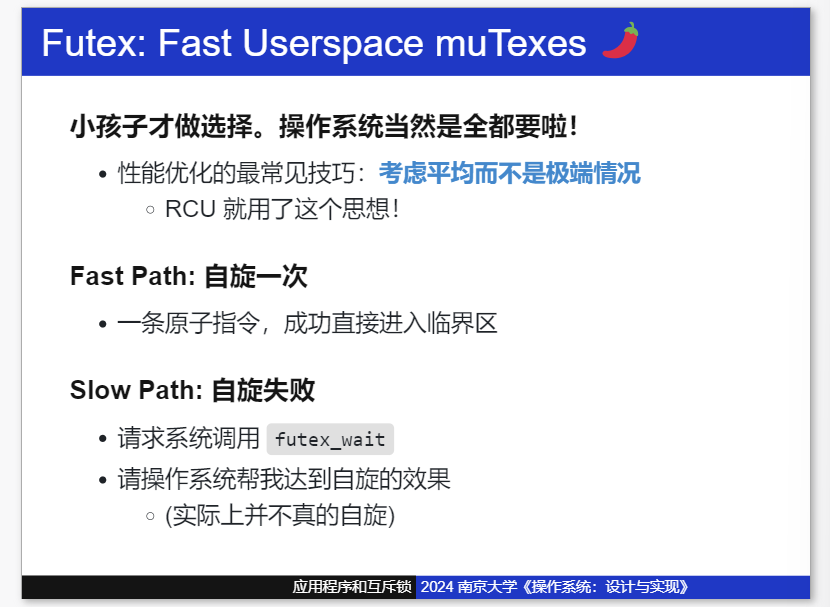 Futex: Fast Userspace muTexes 🌶️
小孩子才做选择。操作系统当然是全都要啦！
• 性能优化的最常见技巧：考虑平均而不是极端情况
◦ RCU 就用了这个思想！
Fast Path: 自旋一次
• 一条原子指令，成功直接进入临界区
Slow Path: 自旋失败
• 请求系统调用 futex_wait
• 请操作系统帮我达到自旋的效果
◦ (实际上并不真的自旋)
应用程序和互斥锁 2024 南京大学《操作系统：设计与实现》